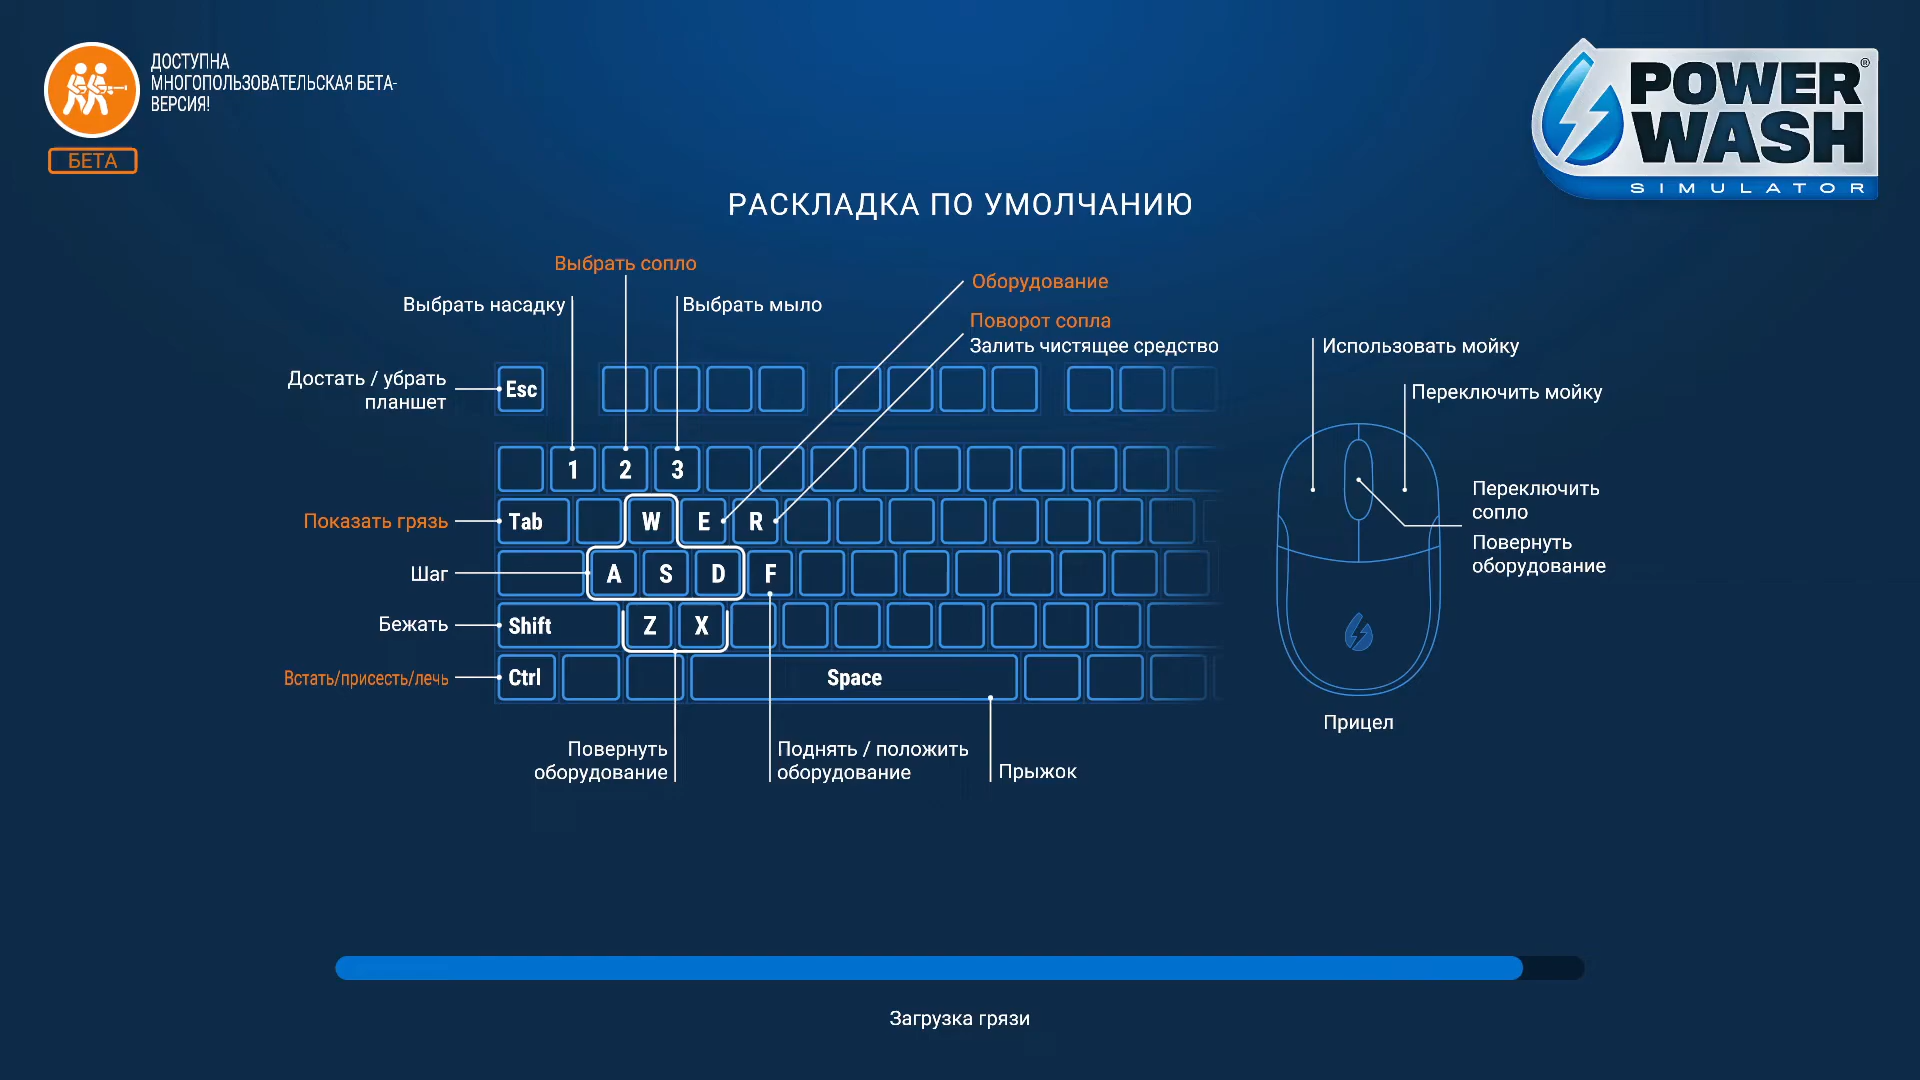 ДОСТУПНА
МНОГОПОЛЬЗОВАТЕЛЬСКАЯ БЕТА-
ВЕРСИЯ!
БЕТА
POWER®
WASH
SIMULATOR
РАСКЛАДКА ПО УМОЛЧАНИЮ
Выбрать сопло
Выбрать насадку
Выбрать мыло
Оборудование
Поворот сопла
Залить чистящее средство
Достать / убрать
планшет
Esc
1 2 3
Показать грязь
Tab W E R
Шаг
A S D F
Бежать
Shift Z X
Встать/присесть/лечь
Ctrl Space
Повернуть
оборудование
Поднять / положить
оборудование
Прыжок
Использовать мойку
Переключить мойку
Переключить
сопло
Повернуть
оборудование
Прицел
Загрузка грязи